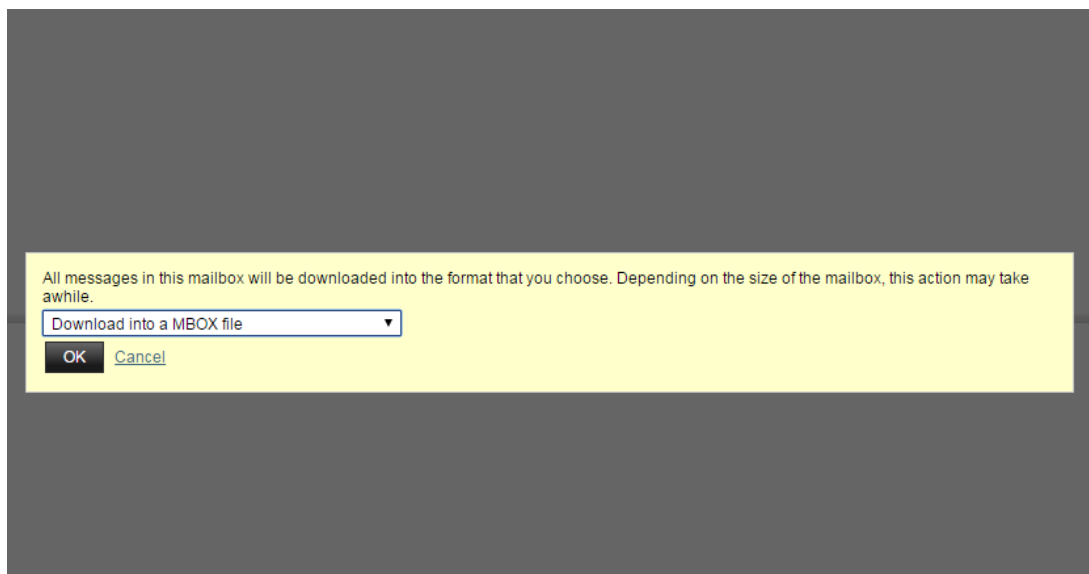 All messages in this mailbox will be downloaded into the format that you choose. Depending on the size of the mailbox, this action may take
awhile.
Download into a MBOX file
OK Cancel